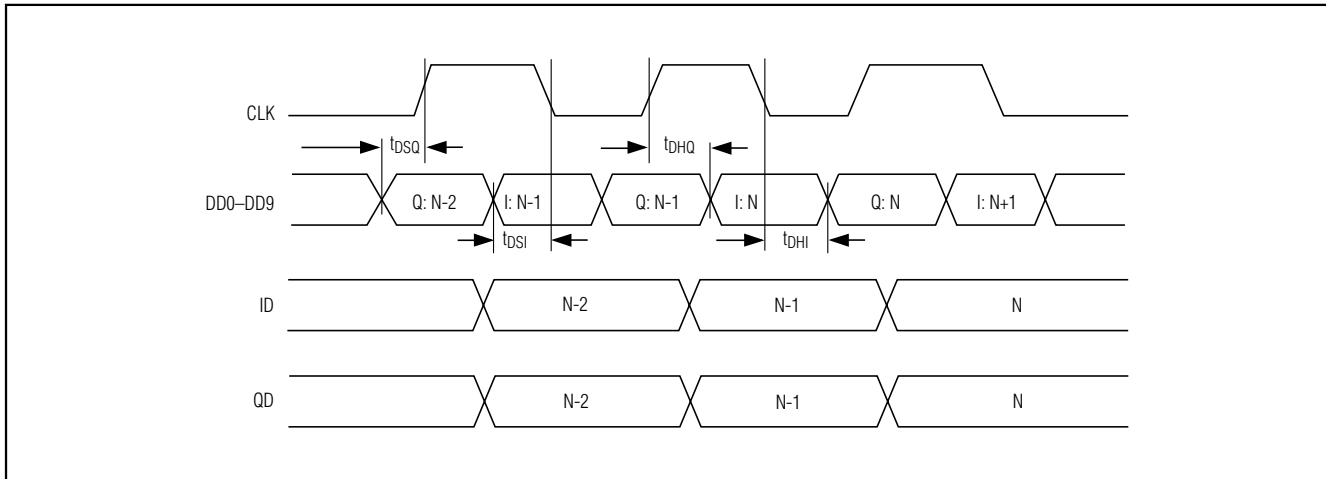 CLK
tDSQ
tDHQ
DD0–DD9
Q: N-2
I: N-1
Q: N-1
I: N
Q: N
I: N+1
tDSI
tDHI
ID
N-2
N-1
N
QD
N-2
N-1
N